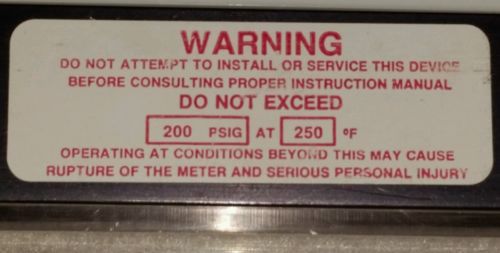 WARNING
DO NOT ATTEMPT TO INSTALL OR SERVICE THIS DEVICE
BEFORE CONSULTING PROPER INSTRUCTION MANUAL
DO NOT EXCEED
200 PSIG AT 250 ºF
OPERATING AT CONDITIONS BEYOND THIS MAY CAUSE
RUPTURE OF THE METER AND SERIOUS PERSONAL INJURY